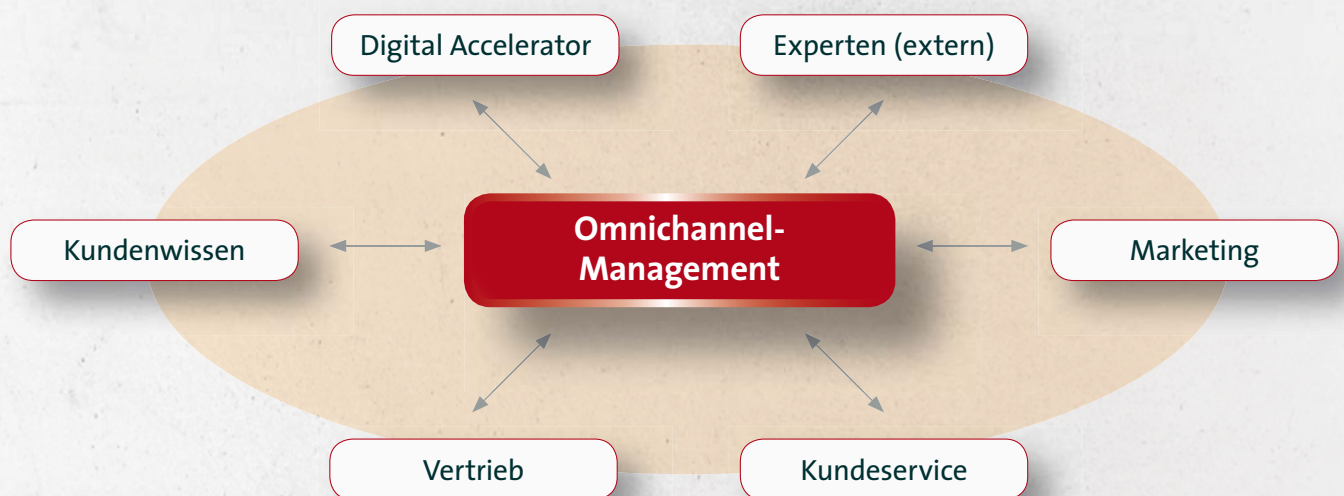 Digital Accelerator
Experten (extern)
Omnichannel-
Management
Kundenwissen
Marketing
Vertrieb
Kundeservice